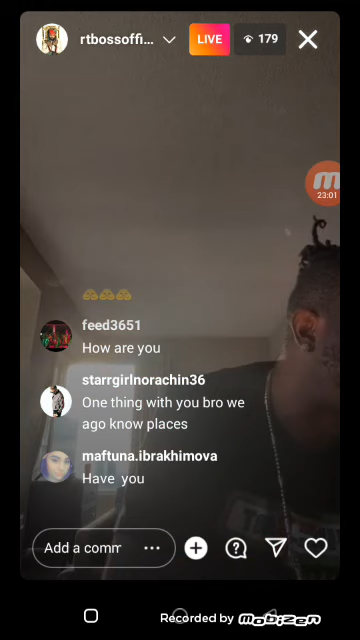 rtbossoffi...
LIVE
179
23:01
feed3651
How are you
starrgirlnorachin36
One thing with you bro we
ago know places
maftuna.ibrakhimova
Have you
Add a comm
Recorded by mobizen